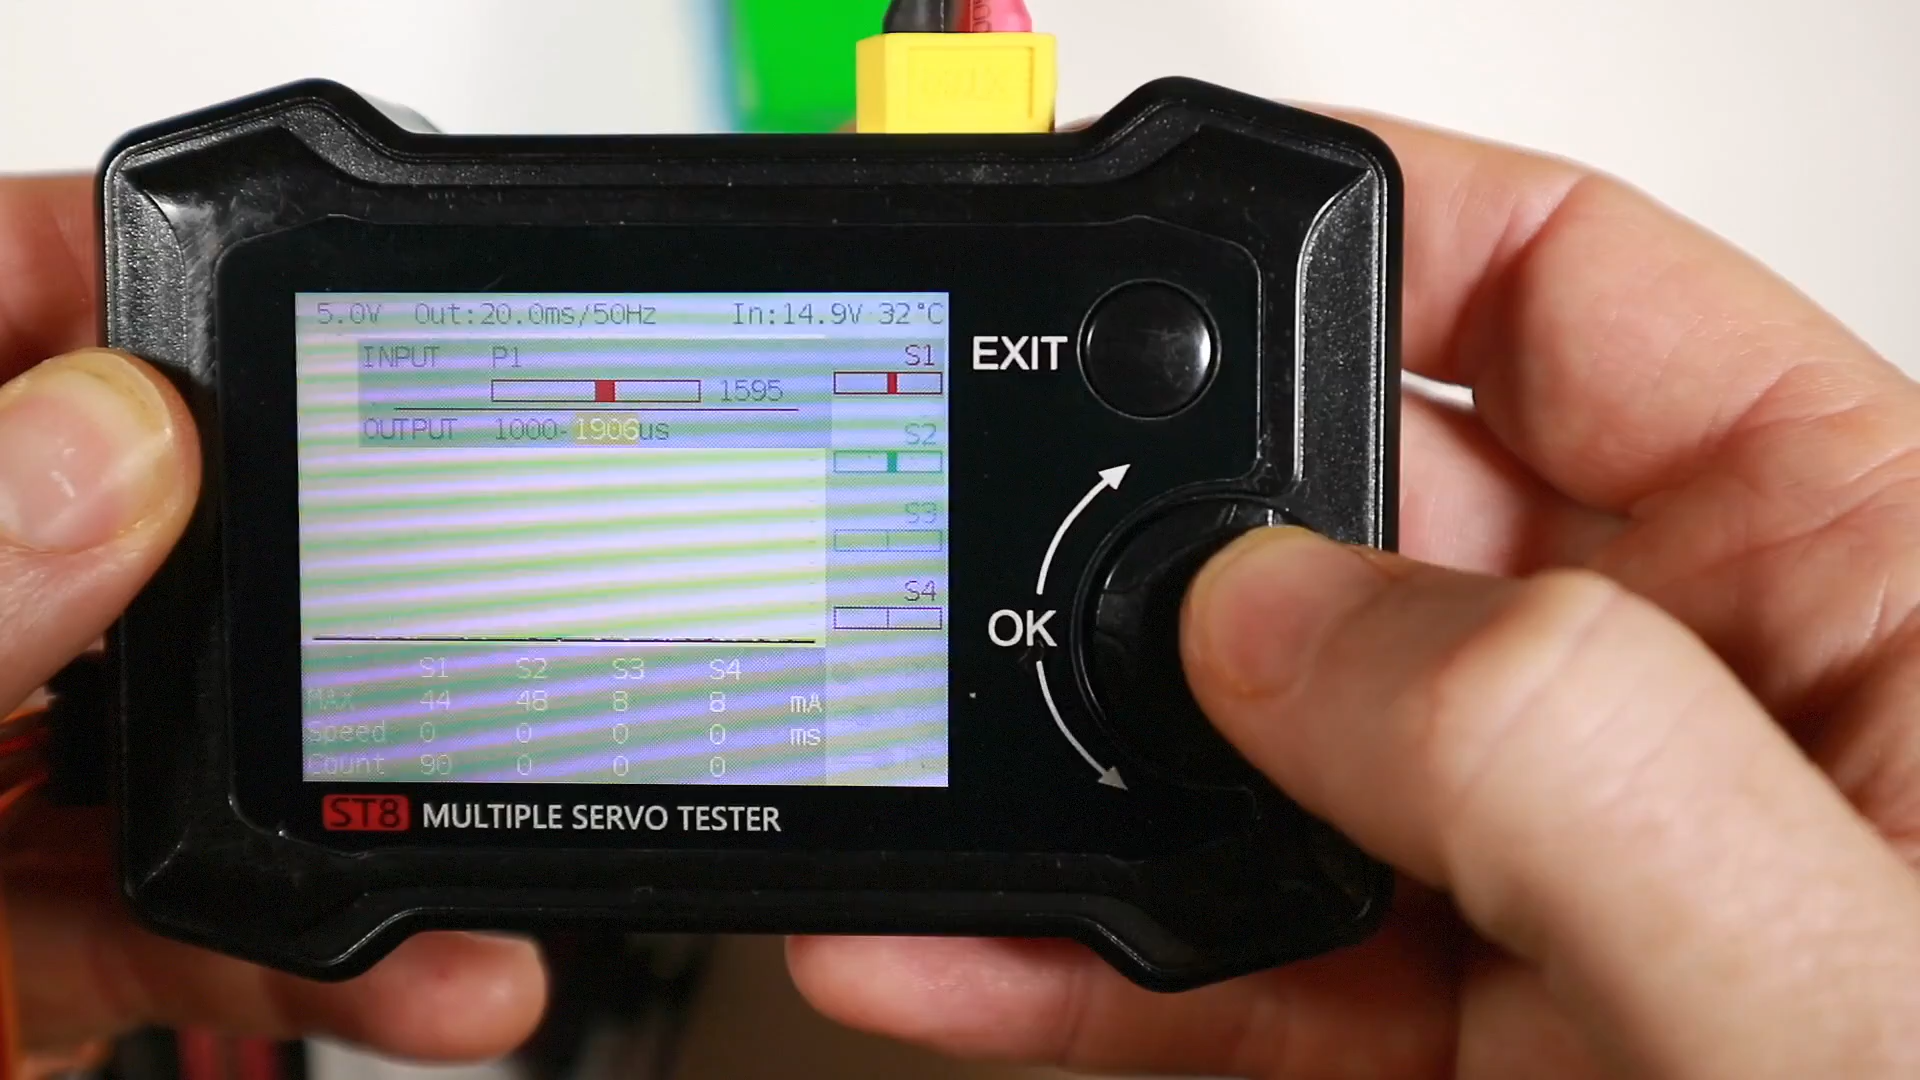 5.0V Out:20.0ms/50Hz In:14.9V 32°C
INPUT P1
1595
OUTPUT 1000-1906us
S1
S2
S3
S4
S1 S2 S3 S4
MAX 44 48 8 8 mA
Speed 0 0 0 0 ms
Count 90 0 0 0
EXIT
OK
ST8 MULTIPLE SERVO TESTER